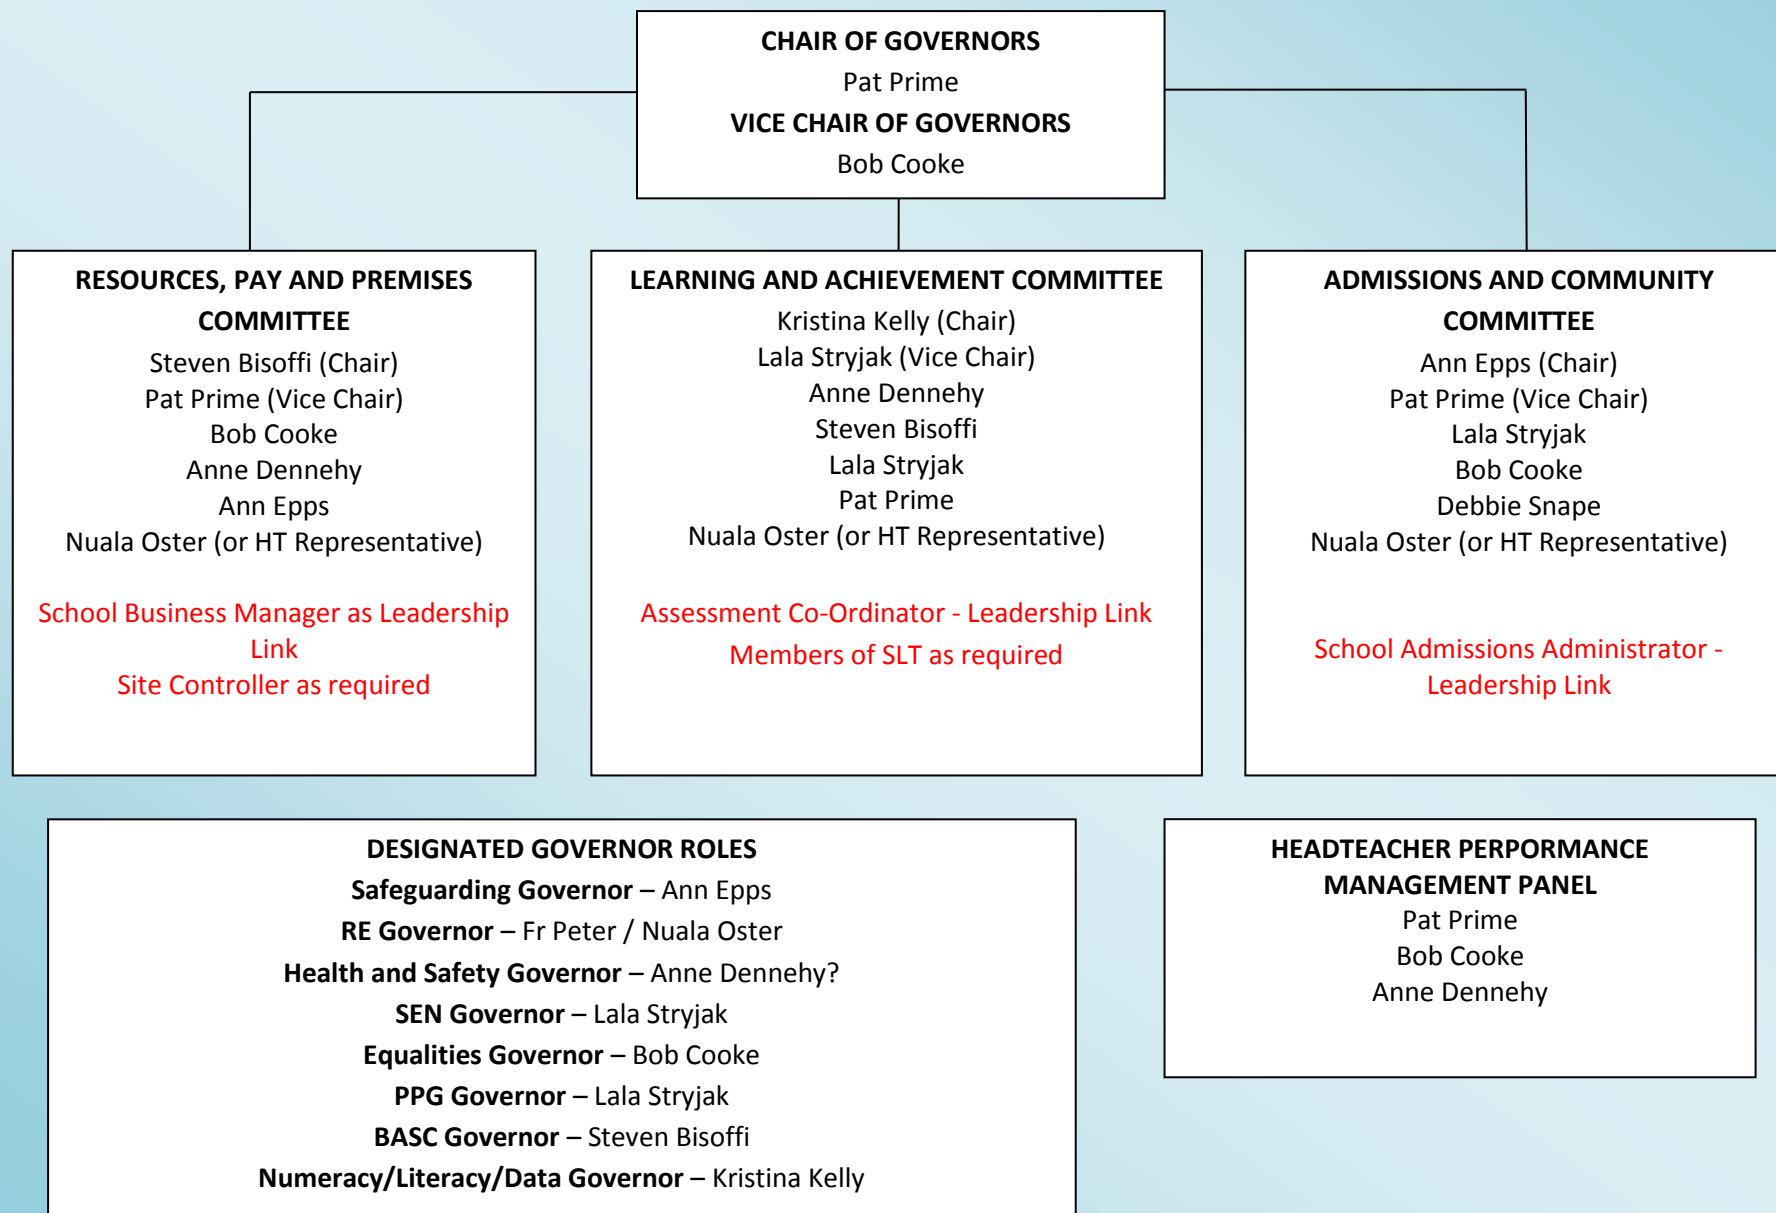 CHAIR OF GOVERNORS
Pat Prime
VICE CHAIR OF GOVERNORS
Bob Cooke
RESOURCES, PAY AND PREMISES
COMMITTEE
Steven Bisoffi (Chair)
Pat Prime (Vice Chair)
Bob Cooke
Anne Dennehy
Ann Epps
Nuala Oster (or HT Representative)
School Business Manager as Leadership
Link
Site Controller as required
LEARNING AND ACHIEVEMENT COMMITTEE
Kristina Kelly (Chair)
Lala Stryjak (Vice Chair)
Anne Dennehy
Steven Bisoffi
Lala Stryjak
Pat Prime
Nuala Oster (or HT Representative)
Assessment Co-Ordinator - Leadership Link
Members of SLT as required
ADMISSIONS AND COMMUNITY
COMMITTEE
Ann Epps (Chair)
Pat Prime (Vice Chair)
Lala Stryjak
Bob Cooke
Debbie Snape
Nuala Oster (or HT Representative)
School Admissions Administrator -
Leadership Link
DESIGNATED GOVERNOR ROLES
Safeguarding Governor – Ann Epps
RE Governor – Fr Peter / Nuala Oster
Health and Safety Governor – Anne Dennehy?
SEN Governor – Lala Stryjak
Equalities Governor – Bob Cooke
PPG Governor – Lala Stryjak
BASC Governor – Steven Bisoffi
Numeracy/Literacy/Data Governor – Kristina Kelly
HEADTEACHER PERPORMANCE
MANAGEMENT PANEL
Pat Prime
Bob Cooke
Anne Dennehy